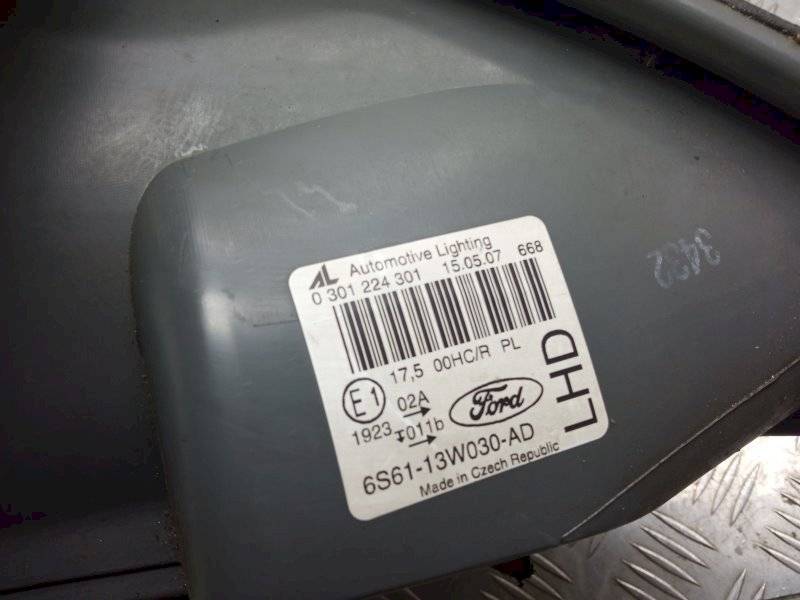 AL Automotive Lighting
0 301 224 301 15.05.07 668
17,5 00HC/R PL
E1 02A
1923 011b
Ford
LHD
6S61-13W030-AD
Made in Czech Republic
3432